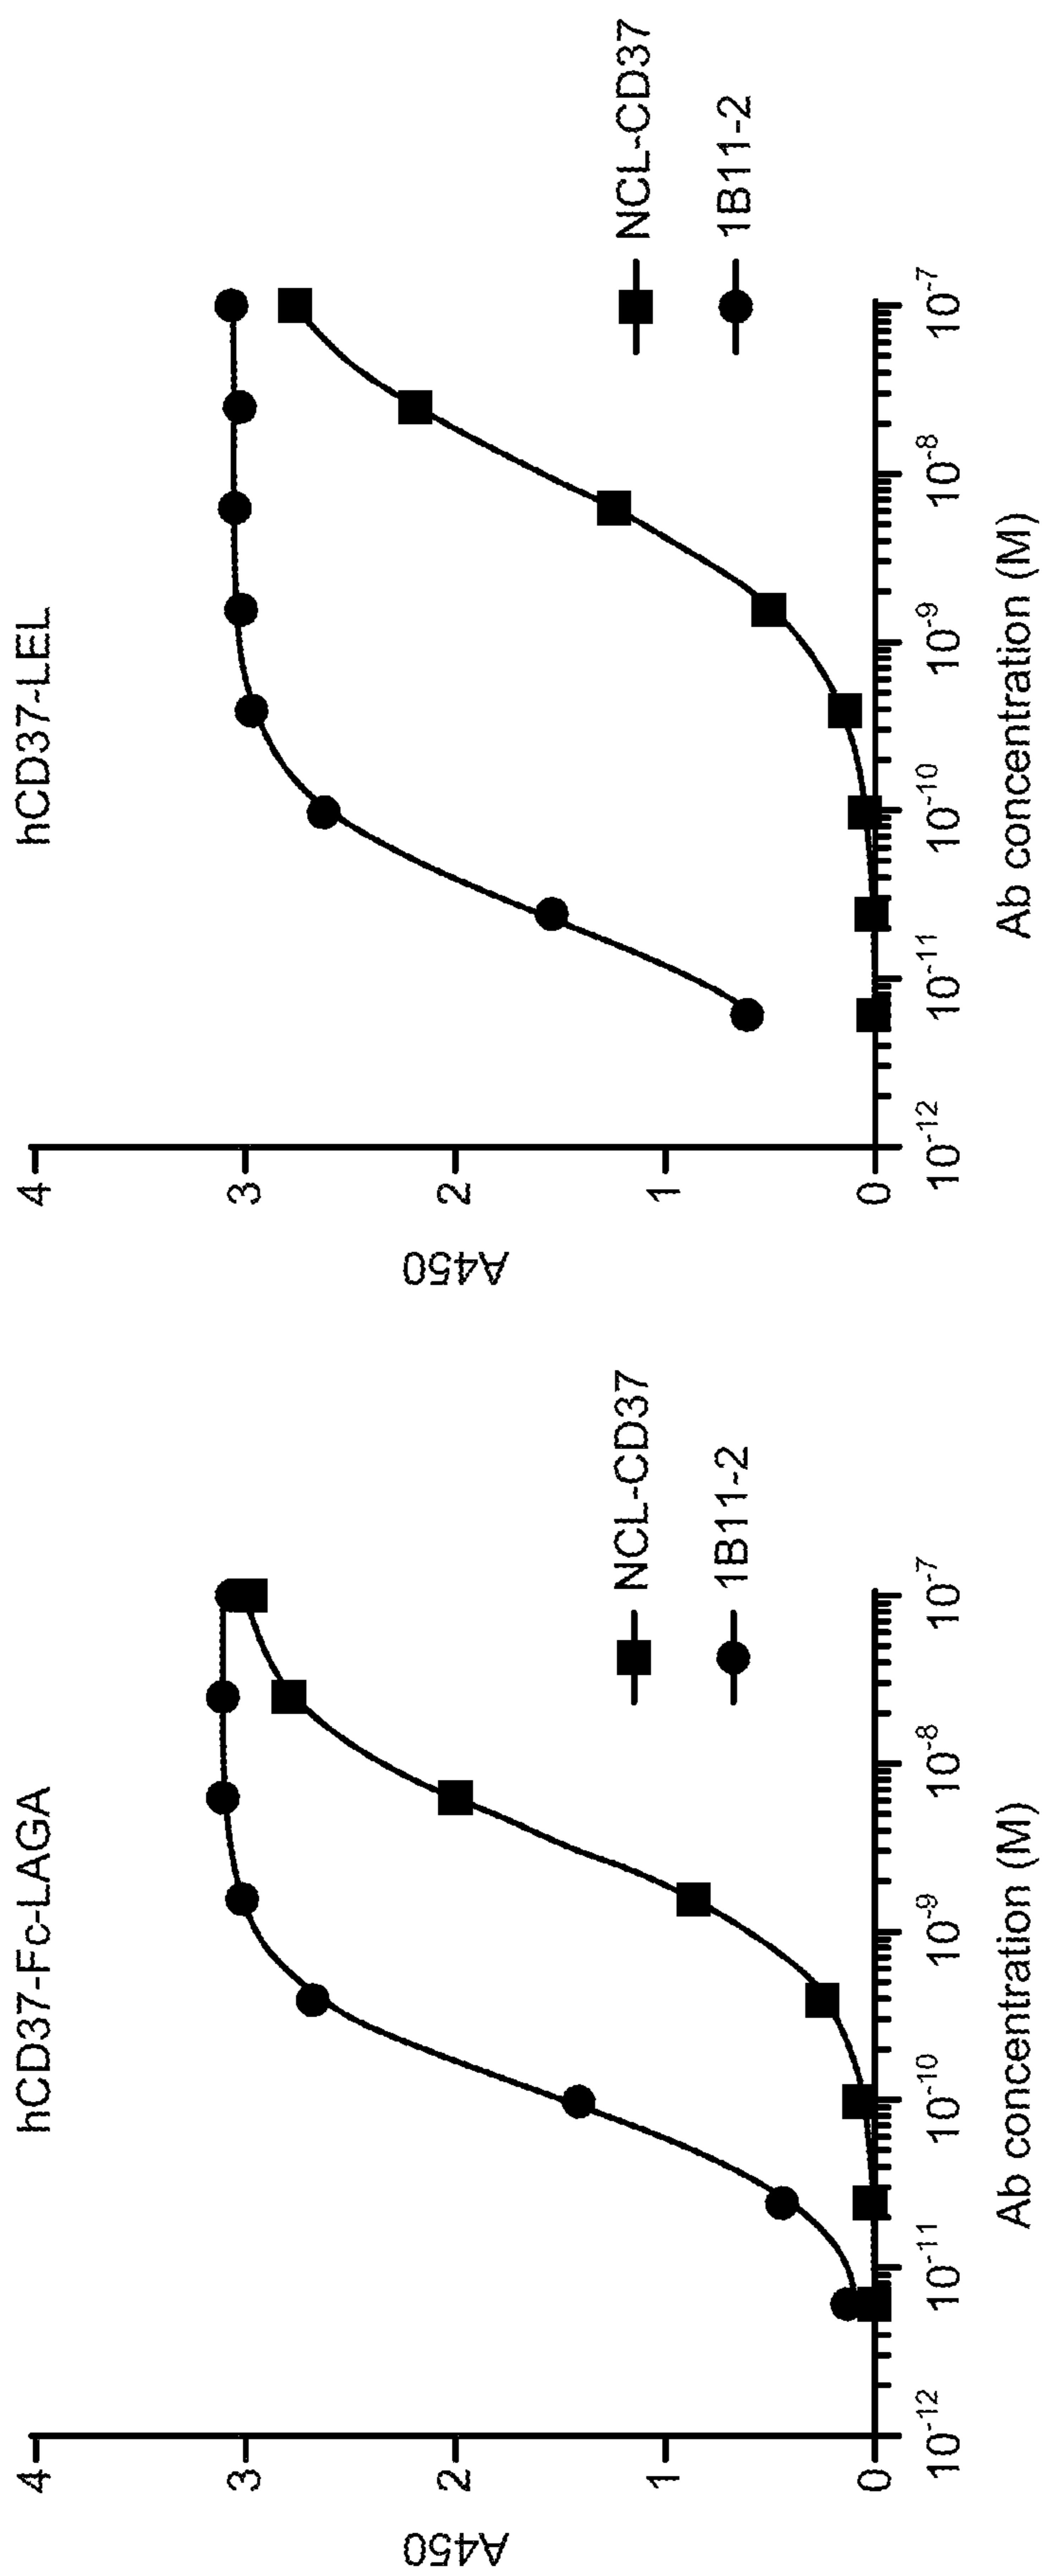 hCD37-Fc-LAGA
A450
4
3
2
1
0
10-12
10-11
10-10
10-9
10-8
10-7
Ab concentration (M)
NCL-CD37
1B11-2
hCD37-LEL
A450
4
3
2
1
0
10-12
10-11
10-10
10-9
10-8
10-7
Ab concentration (M)
NCL-CD37
1B11-2